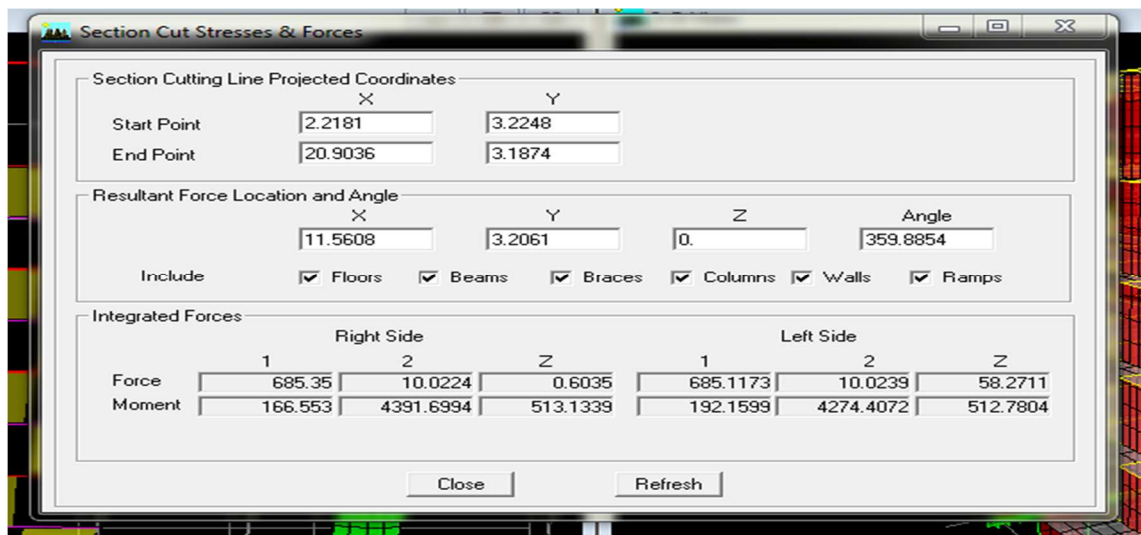 Section Cut Stresses & Forces
Section Cutting Line Projected Coordinates
X Y
Start Point 2.2181 3.2248
End Point 20.9036 3.1874
Resultant Force Location and Angle
X Y Z Angle
11.5608 3.2061 0. 359.8854
Include Floors Beams Braces Columns Walls Ramps
Integrated Forces
Right Side Left Side
1 2 Z 1 2 Z
Force 685.35 10.0224 0.6035 685.1173 10.0239 58.2711
Moment 166.553 4391.6994 513.1339 192.1599 4274.4072 512.7804
Close Refresh